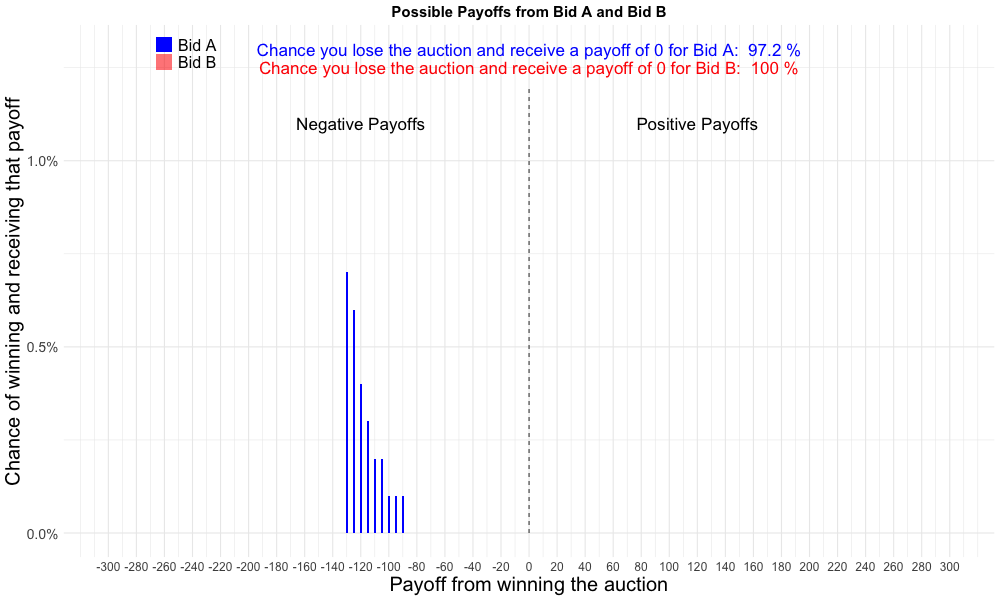 Possible Payoffs from Bid A and Bid B
Bid A
Bid B
Chance you lose the auction and receive a payoff of 0 for Bid A: 97.2 %
Chance you lose the auction and receive a payoff of 0 for Bid B: 100 %
Negative Payoffs
Positive Payoffs
Chance of winning and receiving that payoff
1.0%
0.5%
0.0%
-300 -280 -260 -240 -220 -200 -180 -160 -140 -120 -100 -80 -60 -40 -20 0 20 40 60 80 100 120 140 160 180 200 220 240 260 280 300
Payoff from winning the auction